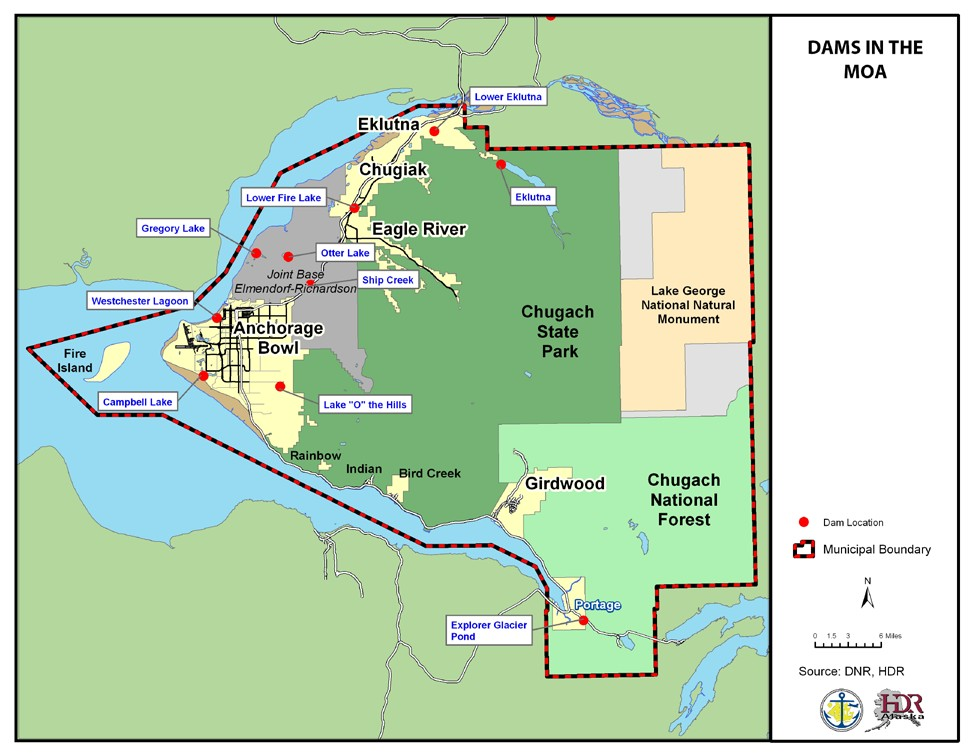 DAMS IN THE
MOA
Lower Eklutna
Eklutna
Chugiak
Lower Fire Lake
Eklutna
Gregory Lake
Eagle River
Otter Lake
Joint Base
Elmendorf-Richardson
Ship Creek
Westchester Lagoon
Lake George
National Natural
Monument
Chugach
State
Park
Anchorage
Bowl
Fire
Island
Campbell Lake
Lake "O" the Hills
Rainbow
Indian
Bird Creek
Girdwood
Chugach
National
Forest
Portage
Explorer Glacier
Pond
Dam Location
Municipal Boundary
N
0 1.5 3 6 Miles
Source: DNR, HDR
HDR
Alaska